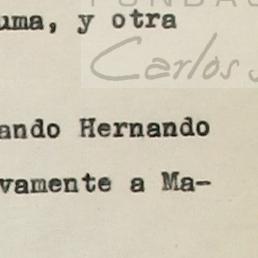 uma, y otra
Carlos
ando Hernando
vamente a Ma-